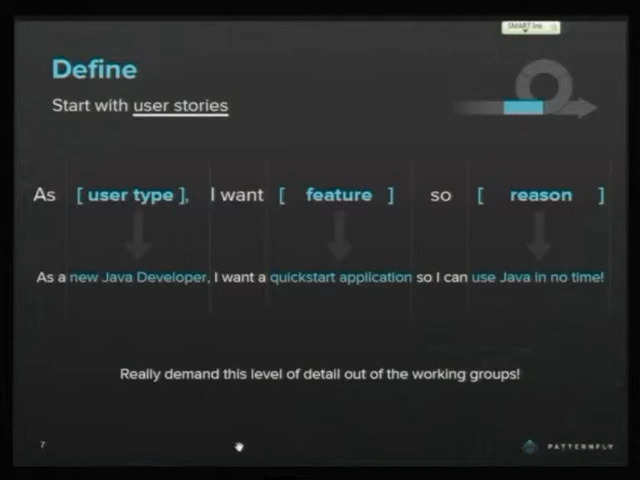 SMART Ink
Define
Start with user stories
As [ user type ], I want [ feature ] so [ reason ]
As a new Java Developer, I want a quickstart application so I can use Java in no time!
Really demand this level of detail out of the working groups!
7
PATTERNFLY